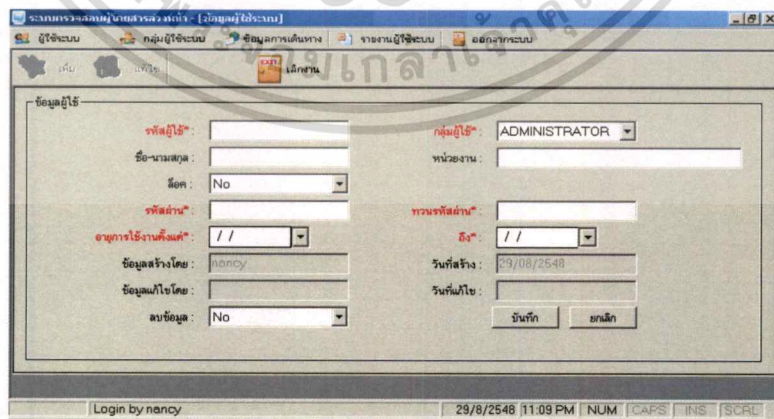 ระบบตรวจสอบผู้โดยสารล่วงหน้า - [ข้อมูลผู้ใช้ระบบ]
ผู้ใช้ระบบ กลุ่มผู้ใช้ระบบ ข้อมูลการเดินทาง รายงานผู้ใช้ระบบ ออกจากระบบ
เพิ่ม แก้ไข EXIT เลิกงาน
ข้อมูลผู้ใช้
รหัสผู้ใช้* : กลุ่มผู้ใช้* : ADMINISTRATOR
ชื่อ-นามสกุล : หน่วยงาน :
ล็อค : No
รหัสผ่าน* : ทวนรหัสผ่าน* :
อายุการใช้งานตั้งแต่* : / / ถึง* : / /
ข้อมูลสร้างโดย : nancy วันที่สร้าง : 29/08/2548
ข้อมูลแก้ไขโดย : วันที่แก้ไข :
ลบข้อมูล : No บันทึก ยกเลิก
Login by nancy 29/8/2548 11:09 PM NUM CAPS INS SCRL